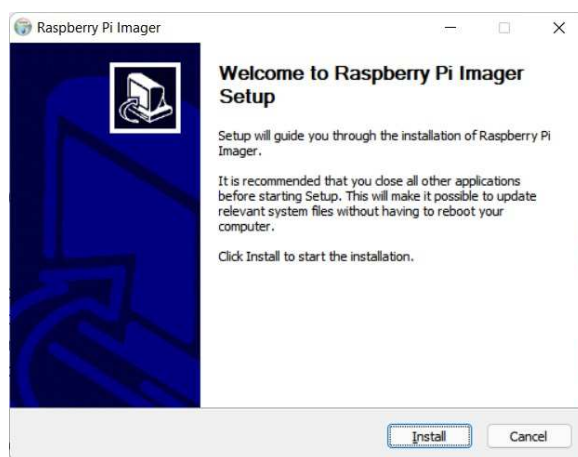 Raspberry Pi Imager
Welcome to Raspberry Pi Imager
Setup
Setup will guide you through the installation of Raspberry Pi
Imager.
It is recommended that you close all other applications
before starting Setup. This will make it possible to update
relevant system files without having to reboot your
computer.
Click Install to start the installation.
Install
Cancel